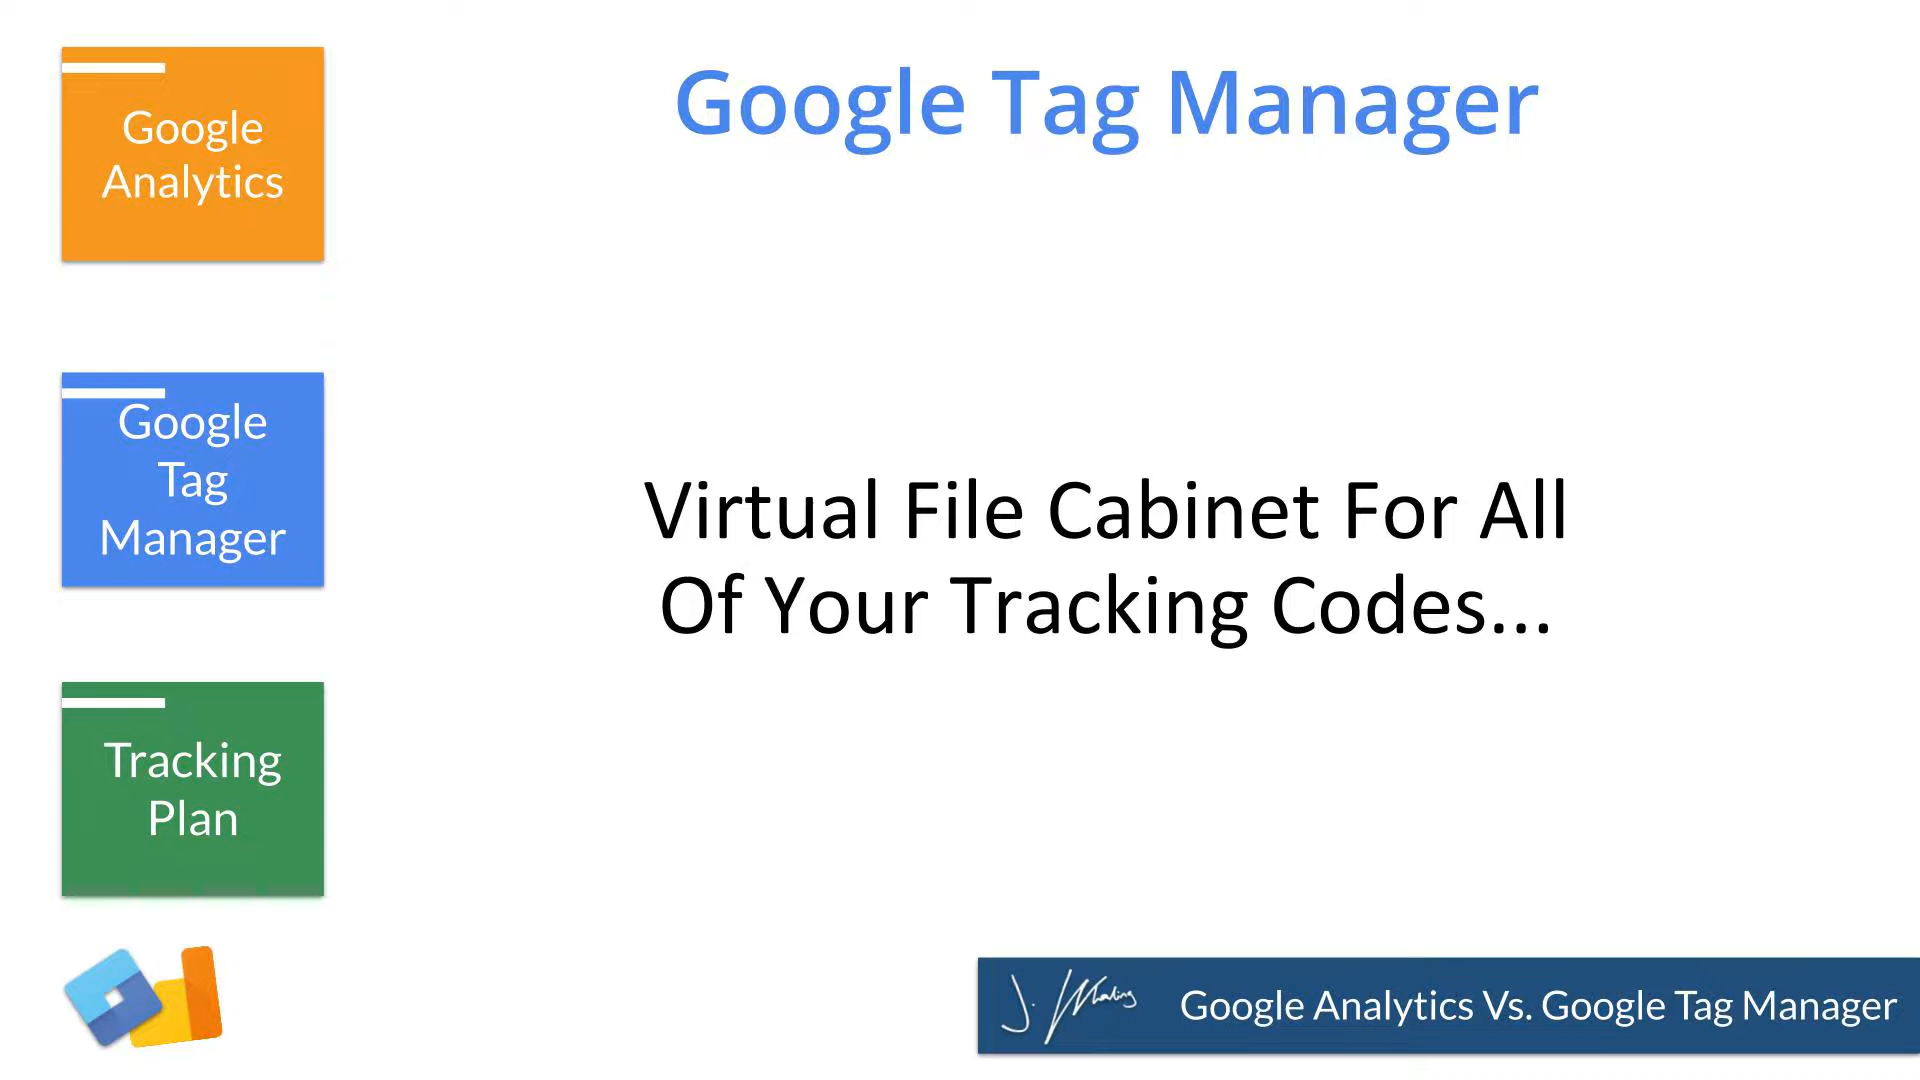 Google
Analytics
Google
Tag
Manager
Tracking
Plan
Google Tag Manager
Virtual File Cabinet For All
Of Your Tracking Codes...
Google Analytics Vs. Google Tag Manager